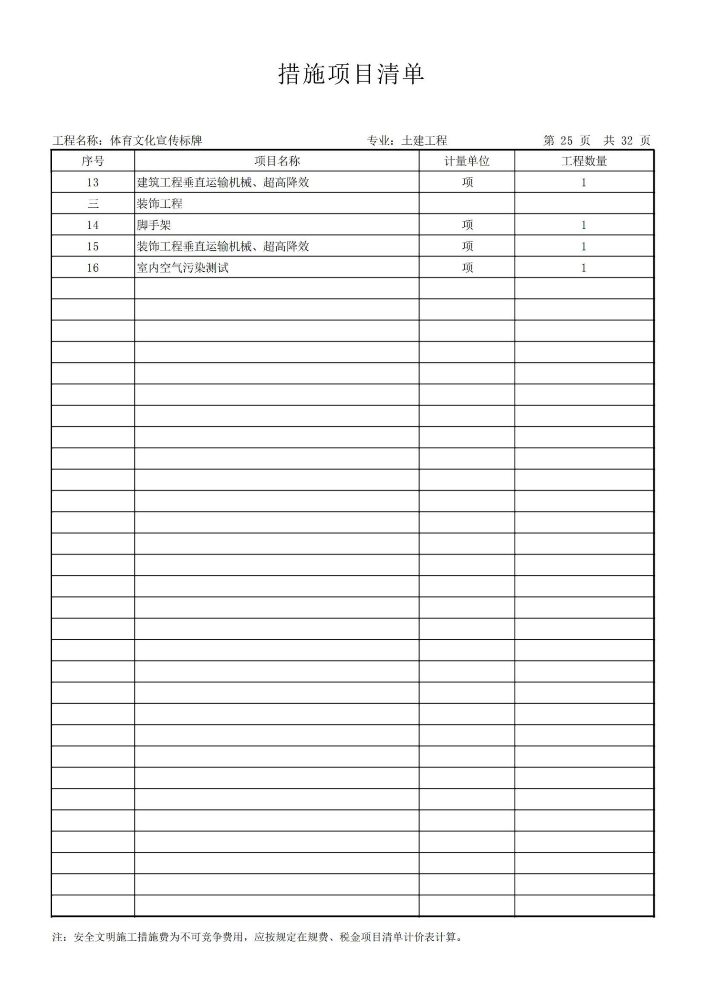 措施项目清单
工程名称：体育文化宣传标牌 专业：土建工程 第 25 页 共 32 页
序号 项目名称 计量单位 工程数量
13 建筑工程垂直运输机械、超高降效 项 1
三 装饰工程
14 脚手架 项 1
15 装饰工程垂直运输机械、超高降效 项 1
16 室内空气污染测试 项 1
注：安全文明施工措施费为不可竞争费用，应按规定在规费、税金项目清单计价表计算。